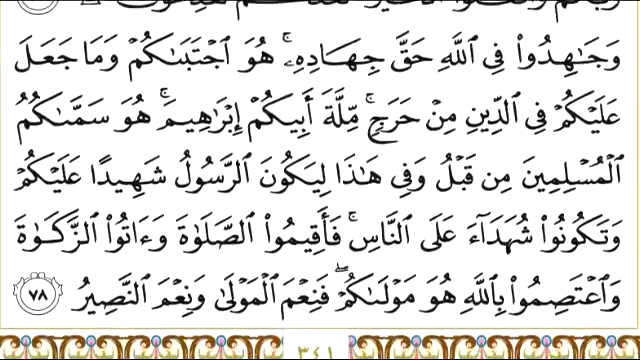 وَجَٰهِدُوا۟ فِى ٱللَّهِ حَقَّ جِهَادِهِۦ ۚ هُوَ ٱجْتَبَىٰكُمْ وَمَا جَعَلَ
عَلَيْكُمْ فِى ٱلدِّينِ مِنْ حَرَجٍ ۚ مِّلَّةَ أَبِيكُمْ إِبْرَٰهِيمَ ۚ هُوَ سَمَّىٰكُمُ
ٱلْمُسْلِمِينَ مِن قَبْلُ وَفِى هَٰذَا لِيَكُونَ ٱلرَّسُولُ شَهِيدًا عَلَيْكُمْ
وَتَكُونُوا۟ شُهَدَآءَ عَلَى ٱلنَّاسِ ۚ فَأَقِيمُوا۟ ٱلصَّلَوٰةَ وَءَاتُوا۟ ٱلزَّكَوٰةَ
وَٱعْتَصِمُوا۟ بِٱللَّهِ هُوَ مَوْلَىٰكُمْ ۖ فَنِعْمَ ٱلْمَوْلَىٰ وَنِعْمَ ٱلنَّصِيرُ ٧٨
٣٤١